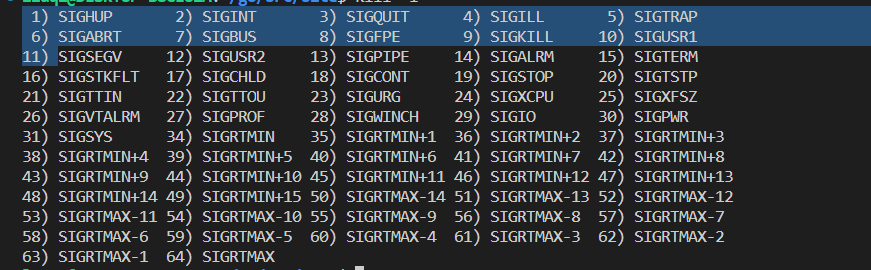 1) SIGHUP 2) SIGINT 3) SIGQUIT 4) SIGILL 5) SIGTRAP
6) SIGABRT 7) SIGBUS 8) SIGFPE 9) SIGKILL 10) SIGUSR1
11) SIGSEGV 12) SIGUSR2 13) SIGPIPE 14) SIGALRM 15) SIGTERM
16) SIGSTKFLT 17) SIGCHLD 18) SIGCONT 19) SIGSTOP 20) SIGTSTP
21) SIGTTIN 22) SIGTTOU 23) SIGURG 24) SIGXCPU 25) SIGXFSZ
26) SIGVTALRM 27) SIGPROF 28) SIGWINCH 29) SIGIO 30) SIGPWR
31) SIGSYS 34) SIGRTMIN 35) SIGRTMIN+1 36) SIGRTMIN+2 37) SIGRTMIN+3
38) SIGRTMIN+4 39) SIGRTMIN+5 40) SIGRTMIN+6 41) SIGRTMIN+7 42) SIGRTMIN+8
43) SIGRTMIN+9 44) SIGRTMIN+10 45) SIGRTMIN+11 46) SIGRTMIN+12 47) SIGRTMIN+13
48) SIGRTMIN+14 49) SIGRTMIN+15 50) SIGRTMAX-14 51) SIGRTMAX-13 52) SIGRTMAX-12
53) SIGRTMAX-11 54) SIGRTMAX-10 55) SIGRTMAX-9 56) SIGRTMAX-8 57) SIGRTMAX-7
58) SIGRTMAX-6 59) SIGRTMAX-5 60) SIGRTMAX-4 61) SIGRTMAX-3 62) SIGRTMAX-2
63) SIGRTMAX-1 64) SIGRTMAX